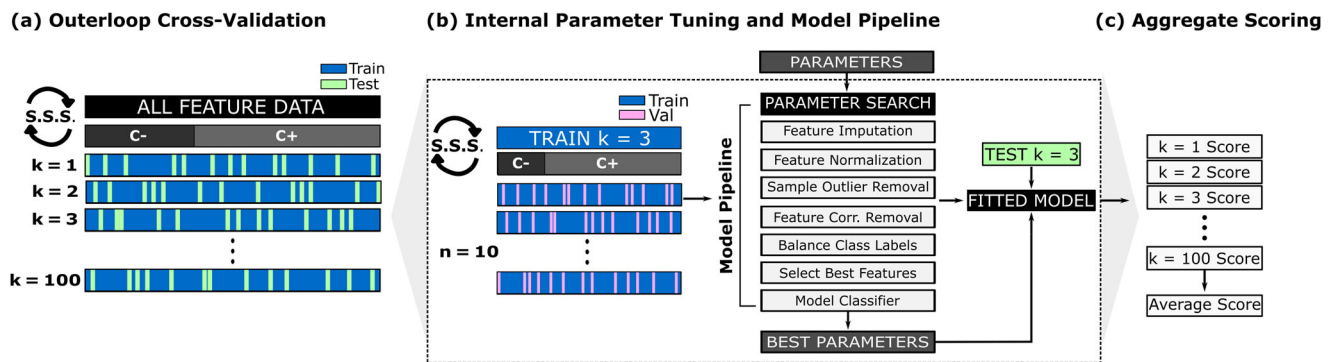 (a) Outerloop Cross-Validation
Train
Test
S.S.S.
ALL FEATURE DATA
C-
C+
k = 1
k = 2
k = 3
k = 100
(b) Internal Parameter Tuning and Model Pipeline
Train
Val
S.S.S.
TRAIN k = 3
C-
C+
n = 10
PARAMETERS
Model Pipeline
PARAMETER SEARCH
Feature Imputation
Feature Normalization
Sample Outlier Removal
Feature Corr. Removal
Balance Class Labels
Select Best Features
Model Classifier
BEST PARAMETERS
TEST k = 3
FITTED MODEL
(c) Aggregate Scoring
k = 1 Score
k = 2 Score
k = 3 Score
k = 100 Score
Average Score